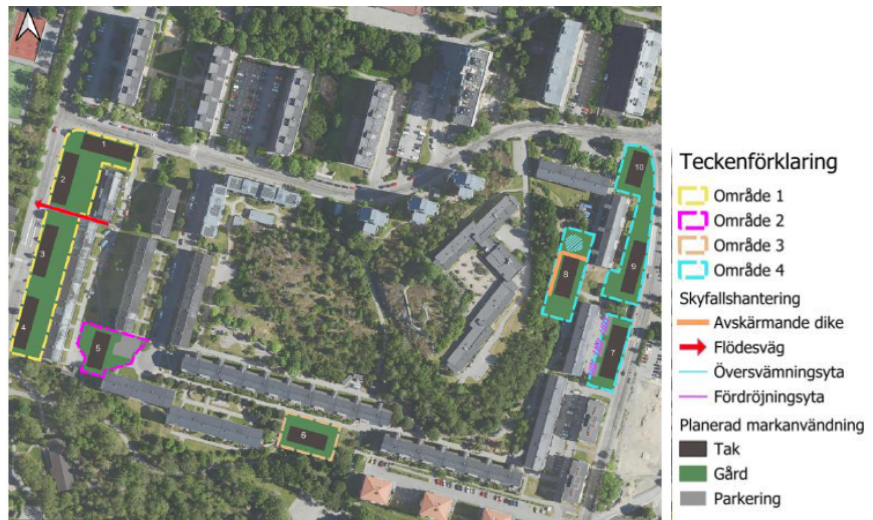 1
2
3
4
5
6
7
8
9
10
Teckenförklaring
Område 1
Område 2
Område 3
Område 4
Skyfallshantering
Avskärmande dike
Flödesväg
Översvämningsyta
Fördröjningsyta
Planerad markanvändning
Tak
Gård
Parkering